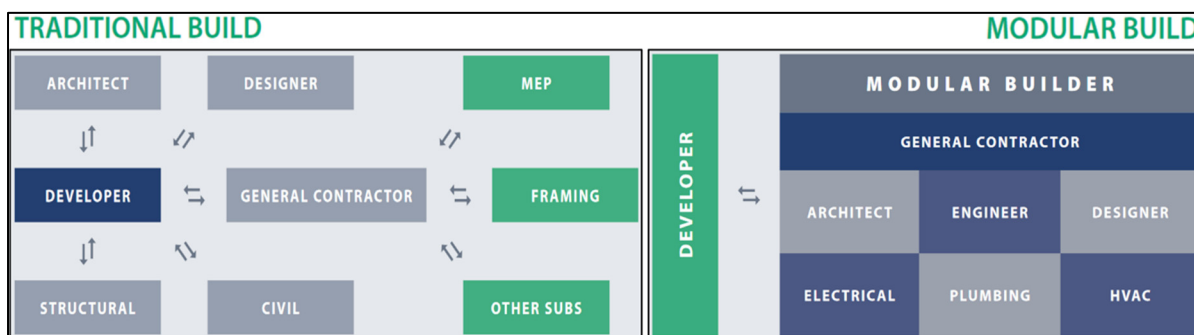 TRADITIONAL BUILD
ARCHITECT
DESIGNER
MEP
DEVELOPER
GENERAL CONTRACTOR
FRAMING
STRUCTURAL
CIVIL
OTHER SUBS
MODULAR BUILD
DEVELOPER
MODULAR BUILDER
GENERAL CONTRACTOR
ARCHITECT
ENGINEER
DESIGNER
ELECTRICAL
PLUMBING
HVAC